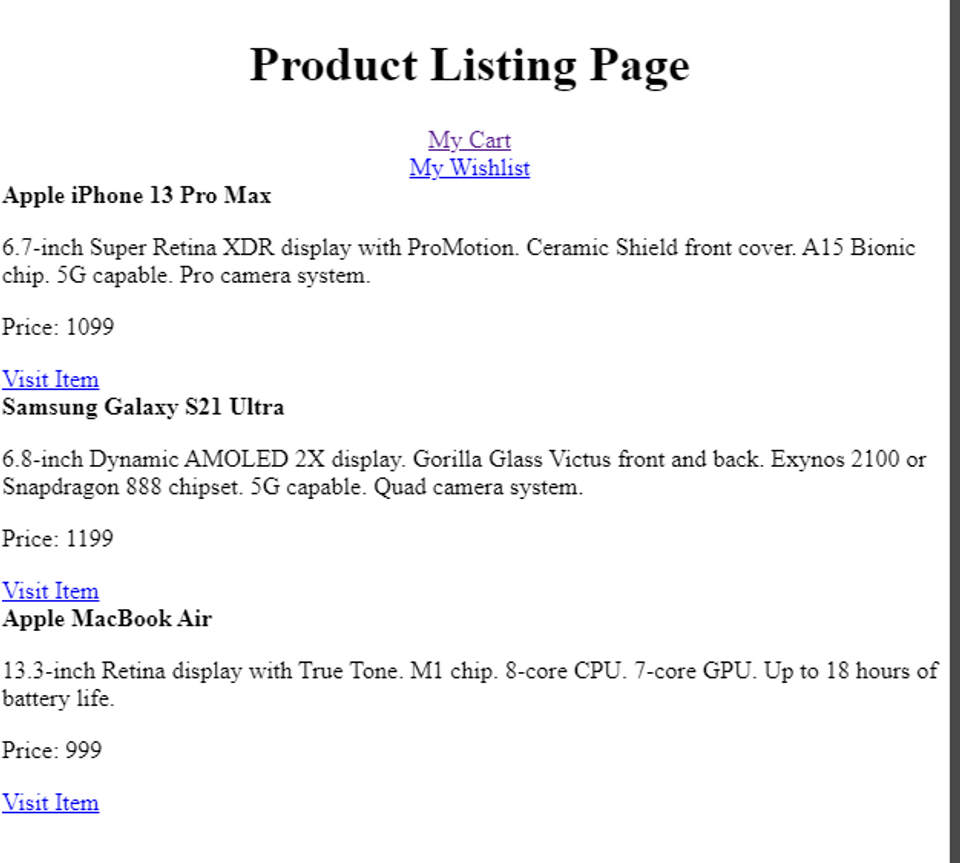 Product Listing Page
My Cart
My Wishlist
Apple iPhone 13 Pro Max
6.7-inch Super Retina XDR display with ProMotion. Ceramic Shield front cover. A15 Bionic
chip. 5G capable. Pro camera system.
Price: 1099
Visit Item
Samsung Galaxy S21 Ultra
6.8-inch Dynamic AMOLED 2X display. Gorilla Glass Victus front and back. Exynos 2100 or
Snapdragon 888 chipset. 5G capable. Quad camera system.
Price: 1199
Visit Item
Apple MacBook Air
13.3-inch Retina display with True Tone. M1 chip. 8-core CPU. 7-core GPU. Up to 18 hours of
battery life.
Price: 999
Visit Item